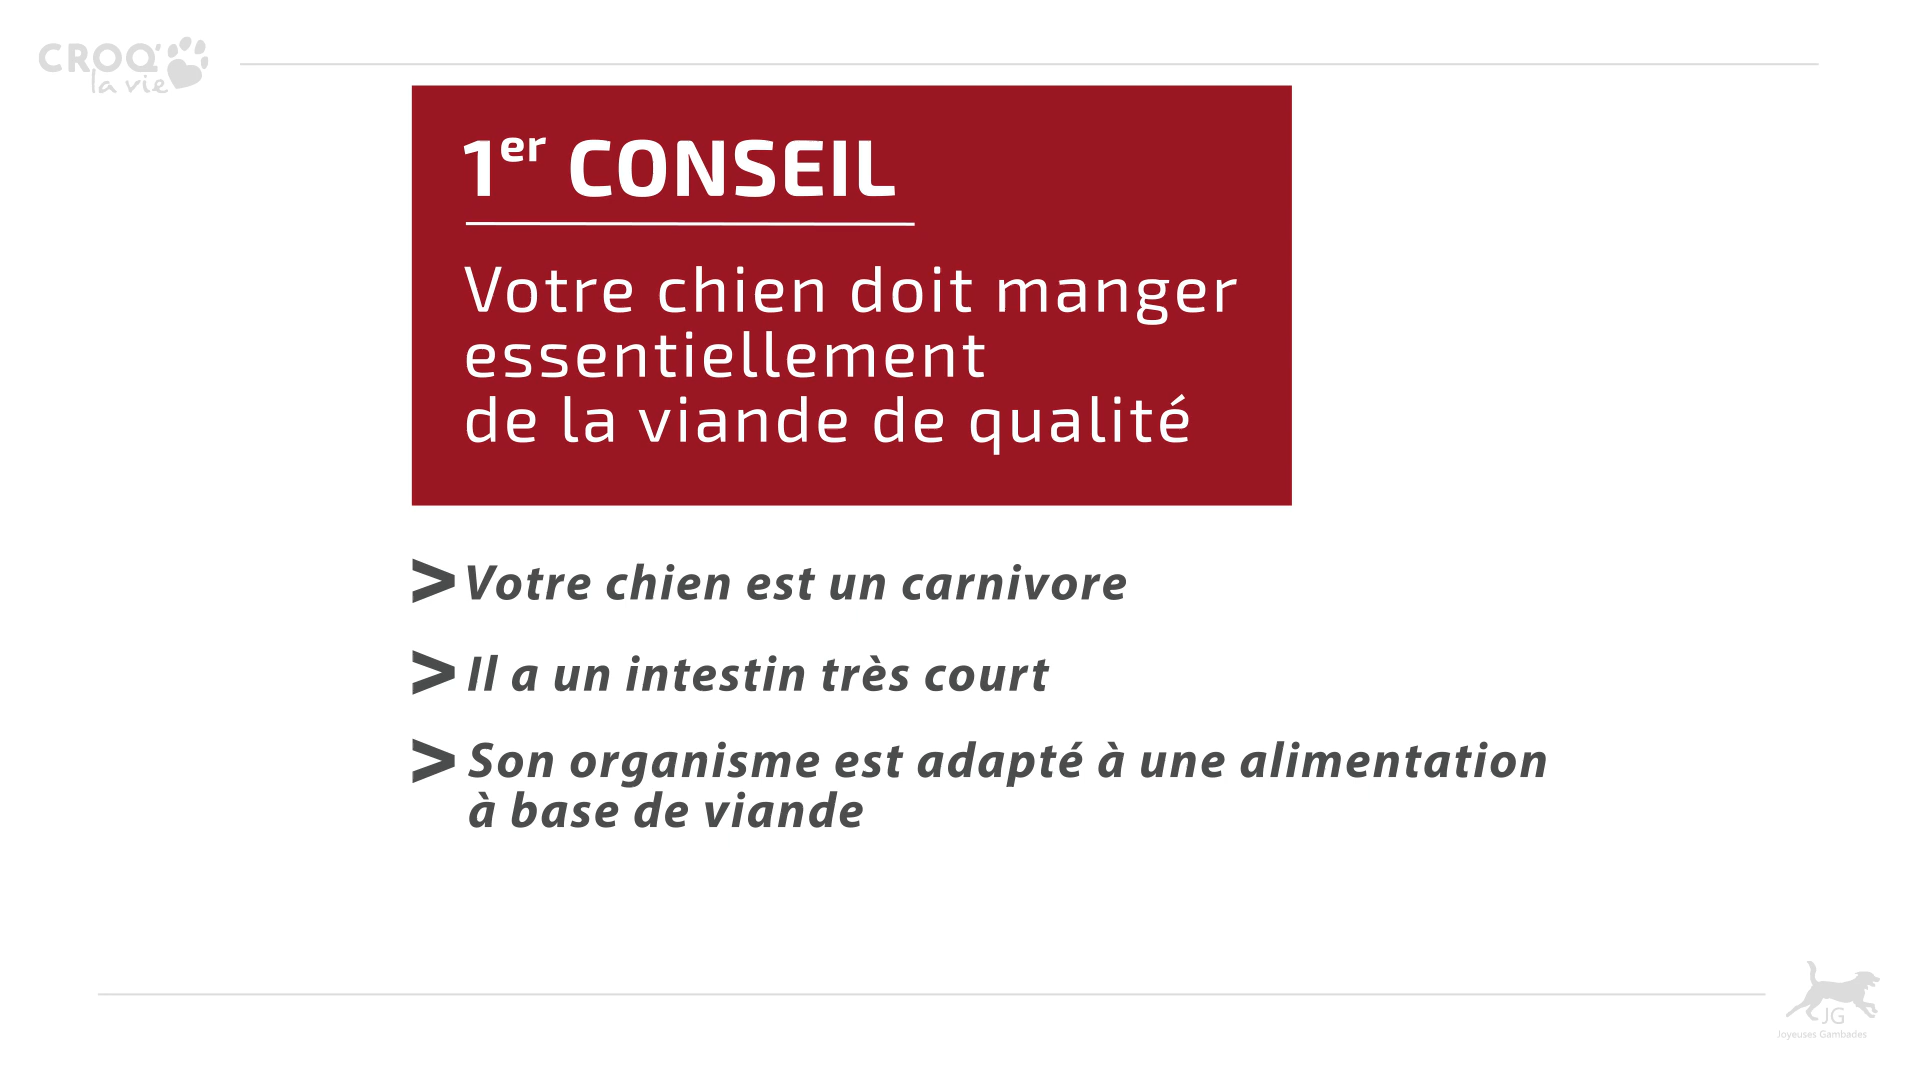 CROQ'
la vie
1er CONSEIL
Votre chien doit manger
essentiellement
de la viande de qualité
> Votre chien est un carnivore
> Il a un intestin très court
> Son organisme est adapté à une alimentation
à base de viande
JG
Joyeuses Gambades